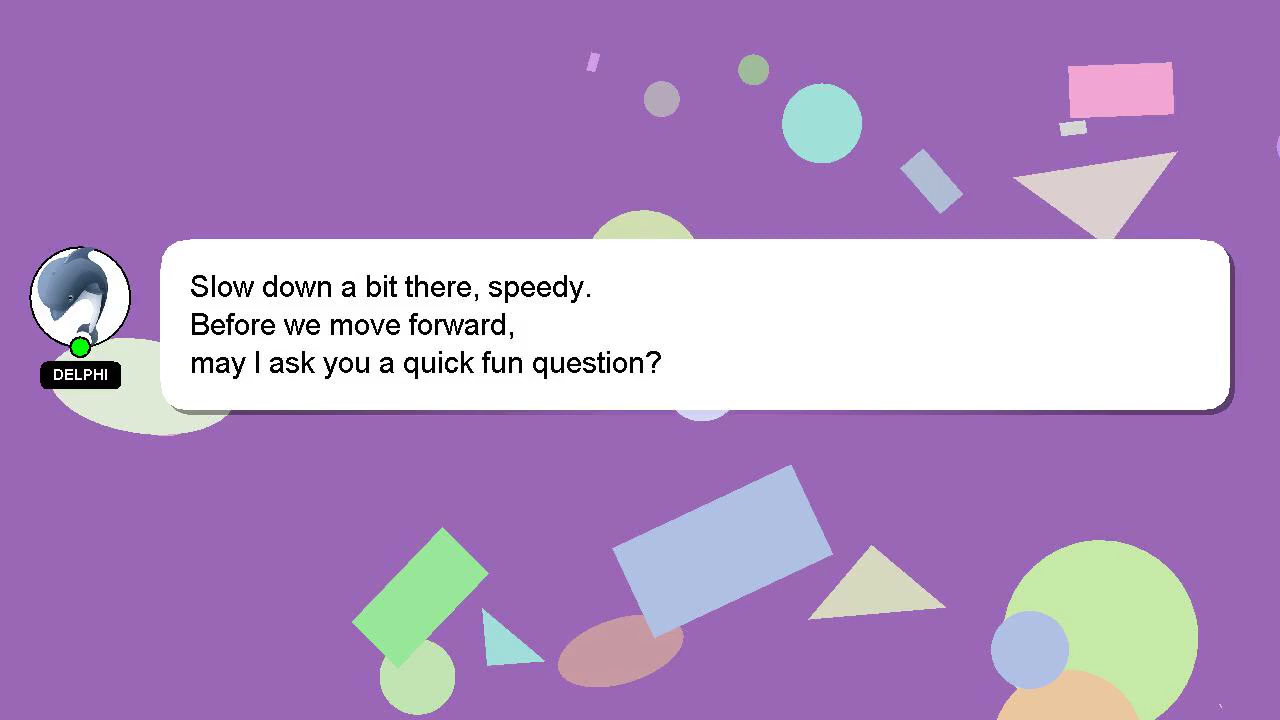 Slow down a bit there, speedy.
Before we move forward,
may I ask you a quick fun question?
DELPHI